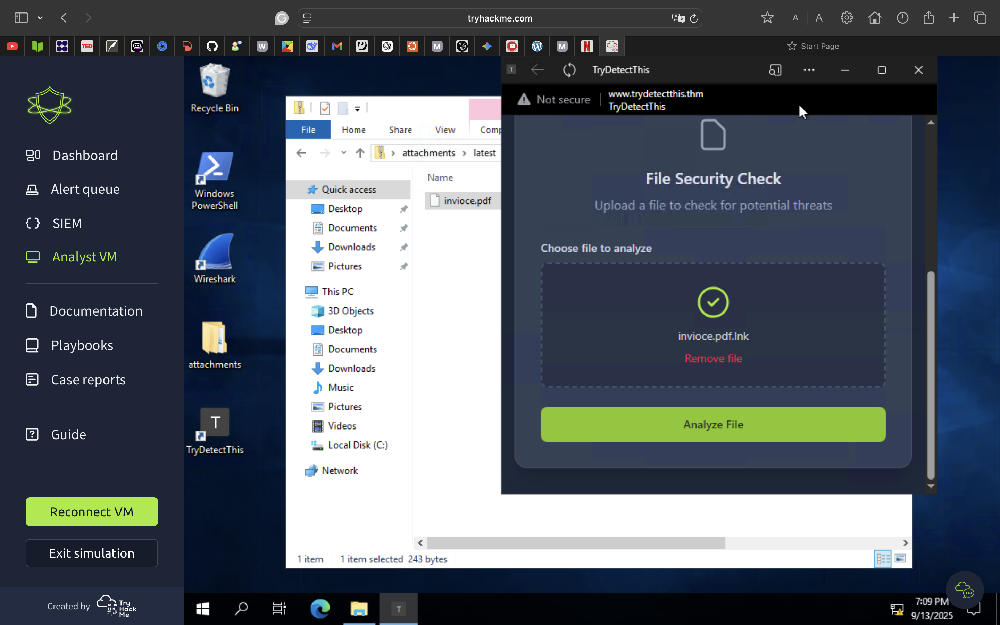 tryhackme.com
A
A
TED
W
M
M
N
Start Page
Dashboard
Alert queue
SIEM
Analyst VM
Documentation
Playbooks
Case reports
Guide
Reconnect VM
Exit simulation
Created by
Try
Hack
Me
Recycle Bin
Windows
PowerShell
Wireshark
attachments
T
TryDetectThis
File
Home
Share
View
Comp
attachments
latest
Name
invioce.pdf
Quick access
Desktop
Documents
Downloads
Pictures
This PC
3D Objects
Desktop
Documents
Downloads
Music
Pictures
Videos
Local Disk (C:)
Network
1 item
1 item selected 243 bytes
T
TryDetectThis
Not secure
www.trydetectthis.thm
TryDetectThis
File Security Check
Upload a file to check for potential threats
Choose file to analyze
invioce.pdf.lnk
Remove file
Analyze File
T
7:09 PM
9/13/2025